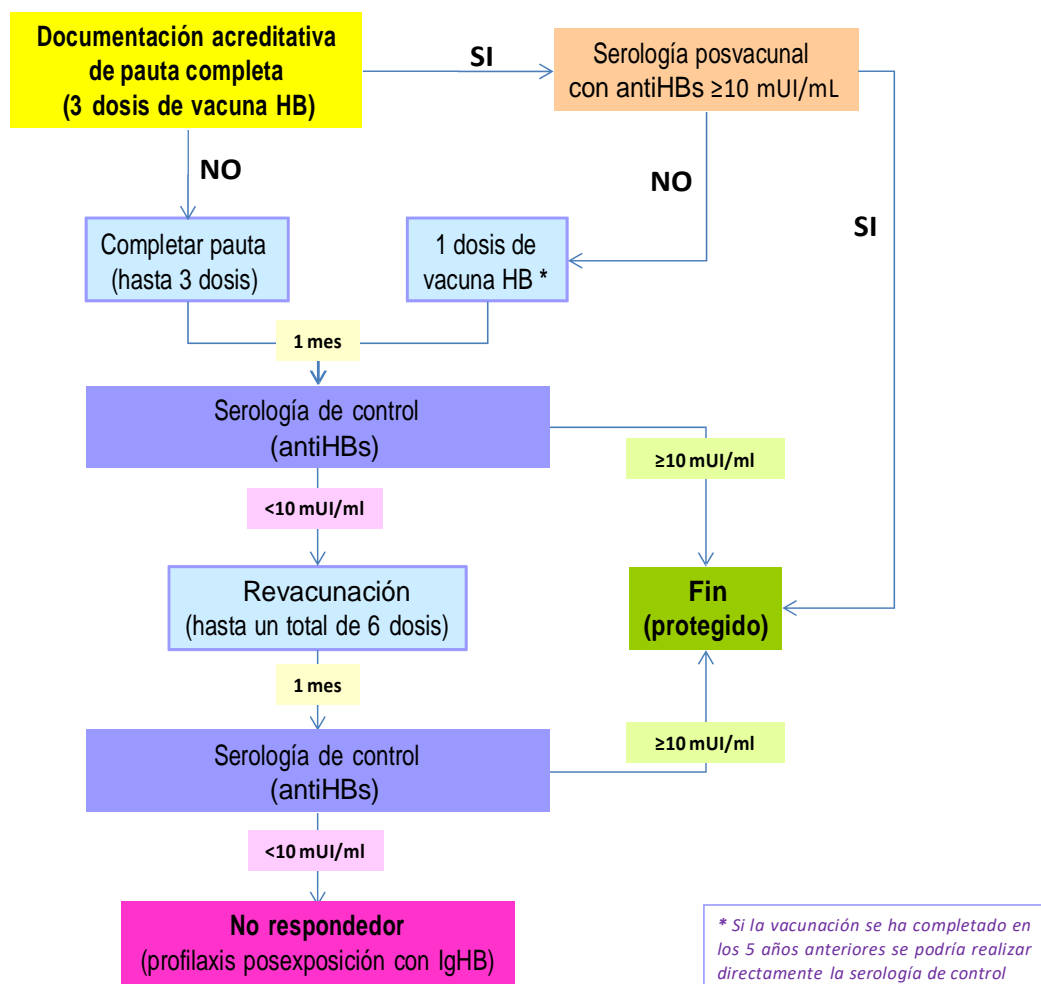 Documentación acreditativa
de pauta completa
(3 dosis de vacuna HB)
SI
Serología posvacunal
con antiHBs ≥10 mUI/mL
NO
NO
SI
Completar pauta
(hasta 3 dosis)
1 dosis de
vacuna HB *
1 mes
Serología de control
(antiHBs)
≥10 mUI/ml
<10 mUI/ml
Revacunación
(hasta un total de 6 dosis)
Fin
(protegido)
1 mes
Serología de control
(antiHBs)
≥10 mUI/ml
<10 mUI/ml
No respondedor
(profilaxis posexposición con IgHB)
* Si la vacunación se ha completado en
los 5 años anteriores se podría realizar
directamente la serología de control